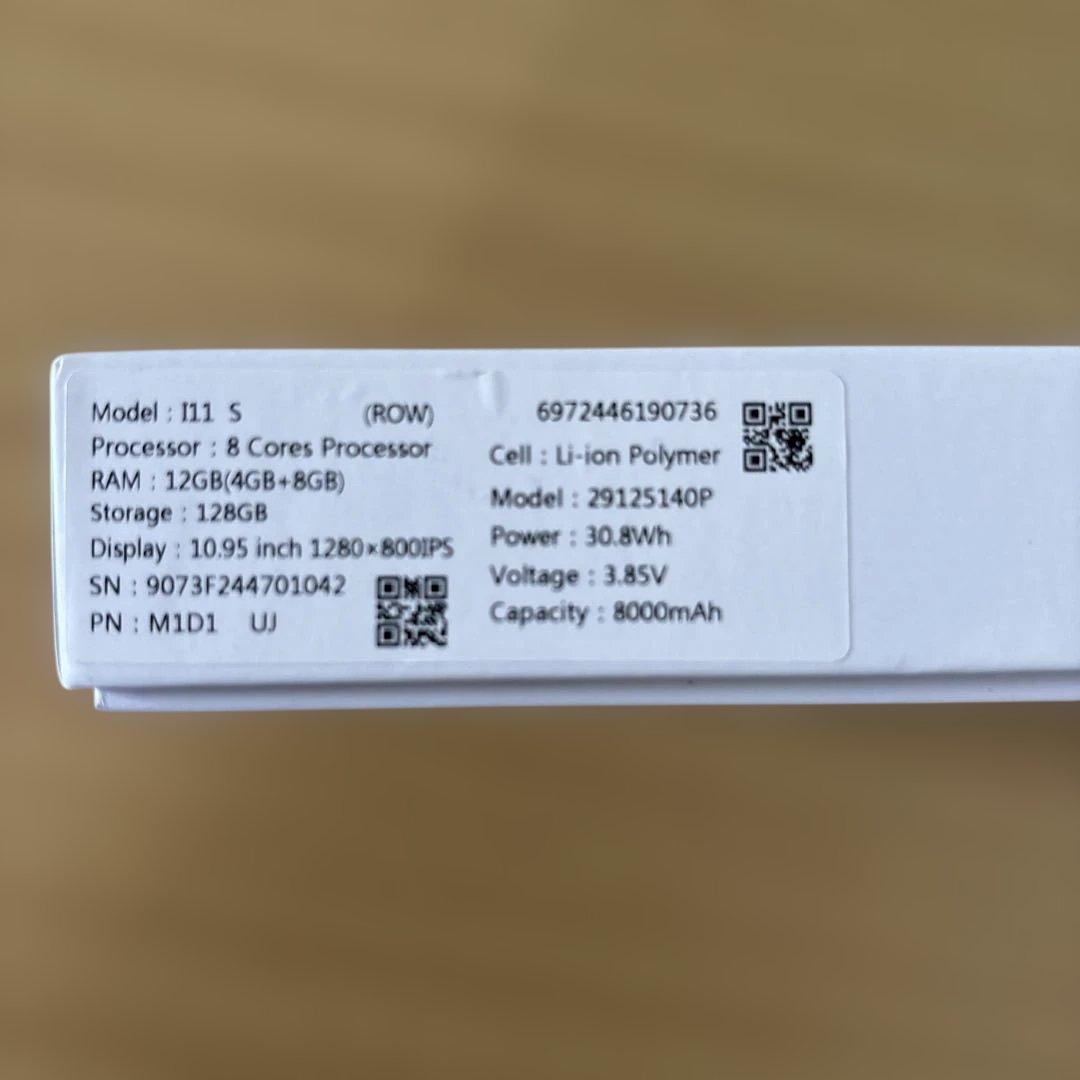 Model : I11 S (ROW)
Processor : 8 Cores Processor
RAM : 12GB(4GB+8GB)
Storage : 128GB
Display : 10.95 inch 1280×800IPS
SN : 9073F244701042
PN : M1D1 UJ
6972446190736
Cell : Li-ion Polymer
Model : 29125140P
Power : 30.8Wh
Voltage : 3.85V
Capacity : 8000mAh